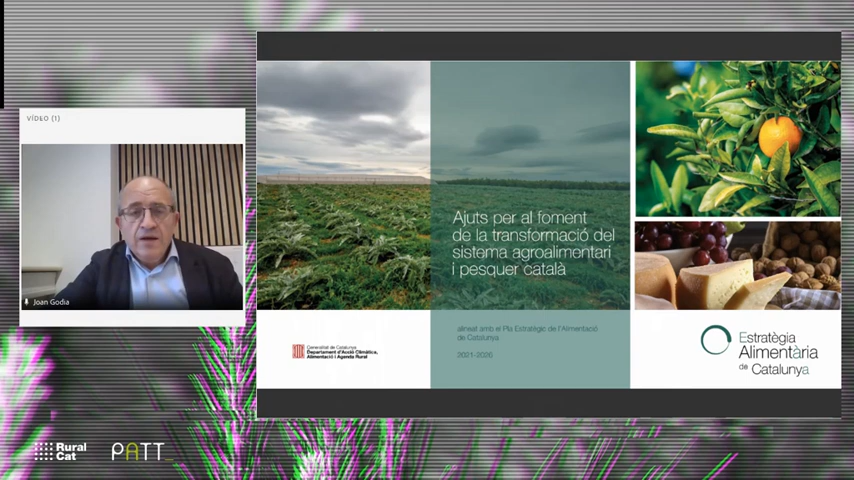 VÍDEO (1)
Joan Godia
Ajuts per al foment
de la transformació del
sistema agroalimentari
i pesquer català
alineat amb el Pla Estratègic de l'Alimentació
de Catalunya
2021-2026
Generalitat de Catalunya
Departament d'Acció Climàtica,
Alimentació i Agenda Rural
Estratègia
Alimentària
de Catalunya
Rural
Cat
PATT_